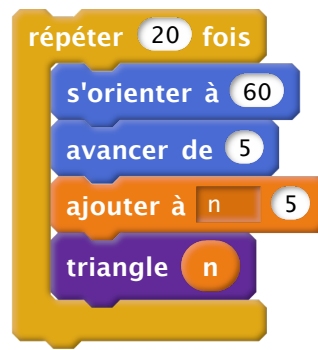 répéter 20 fois
s'orienter à 60
avancer de 5
ajouter à n 5
triangle n